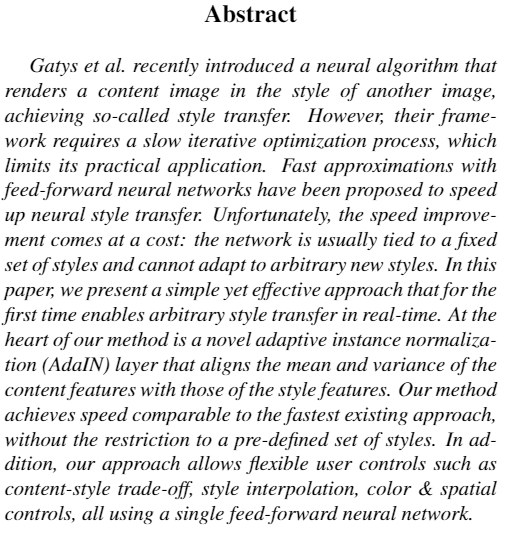 Abstract
Gatys et al. recently introduced a neural algorithm that
renders a content image in the style of another image,
achieving so-called style transfer. However, their frame-
work requires a slow iterative optimization process, which
limits its practical application. Fast approximations with
feed-forward neural networks have been proposed to speed
up neural style transfer. Unfortunately, the speed improve-
ment comes at a cost: the network is usually tied to a fixed
set of styles and cannot adapt to arbitrary new styles. In this
paper, we present a simple yet effective approach that for the
first time enables arbitrary style transfer in real-time. At the
heart of our method is a novel adaptive instance normaliza-
tion (AdaIN) layer that aligns the mean and variance of the
content features with those of the style features. Our method
achieves speed comparable to the fastest existing approach,
without the restriction to a pre-defined set of styles. In ad-
dition, our approach allows flexible user controls such as
content-style trade-off, style interpolation, color & spatial
controls, all using a single feed-forward neural network.